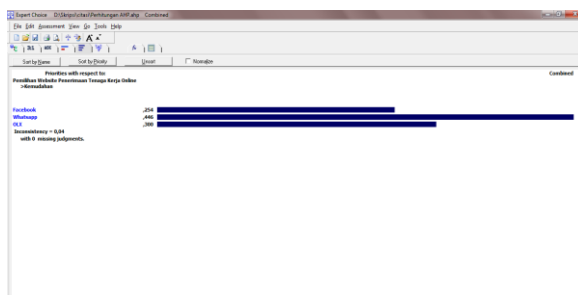 Expert Choice D:\Skripsi\citasi\Perhitungan AHP.ahp Combined
File Edit Assessment View Go Tools Help
Sort by Name Sort by Priority Unsort Normalize
Priorities with respect to: Combined
Pemilihan Website Penerimaan Tenaga Kerja Online
>Kemudahan
Facebook ,254
Whatsapp ,446
OLX ,300
Inconsistency = 0,04
with 0 missing judgments.